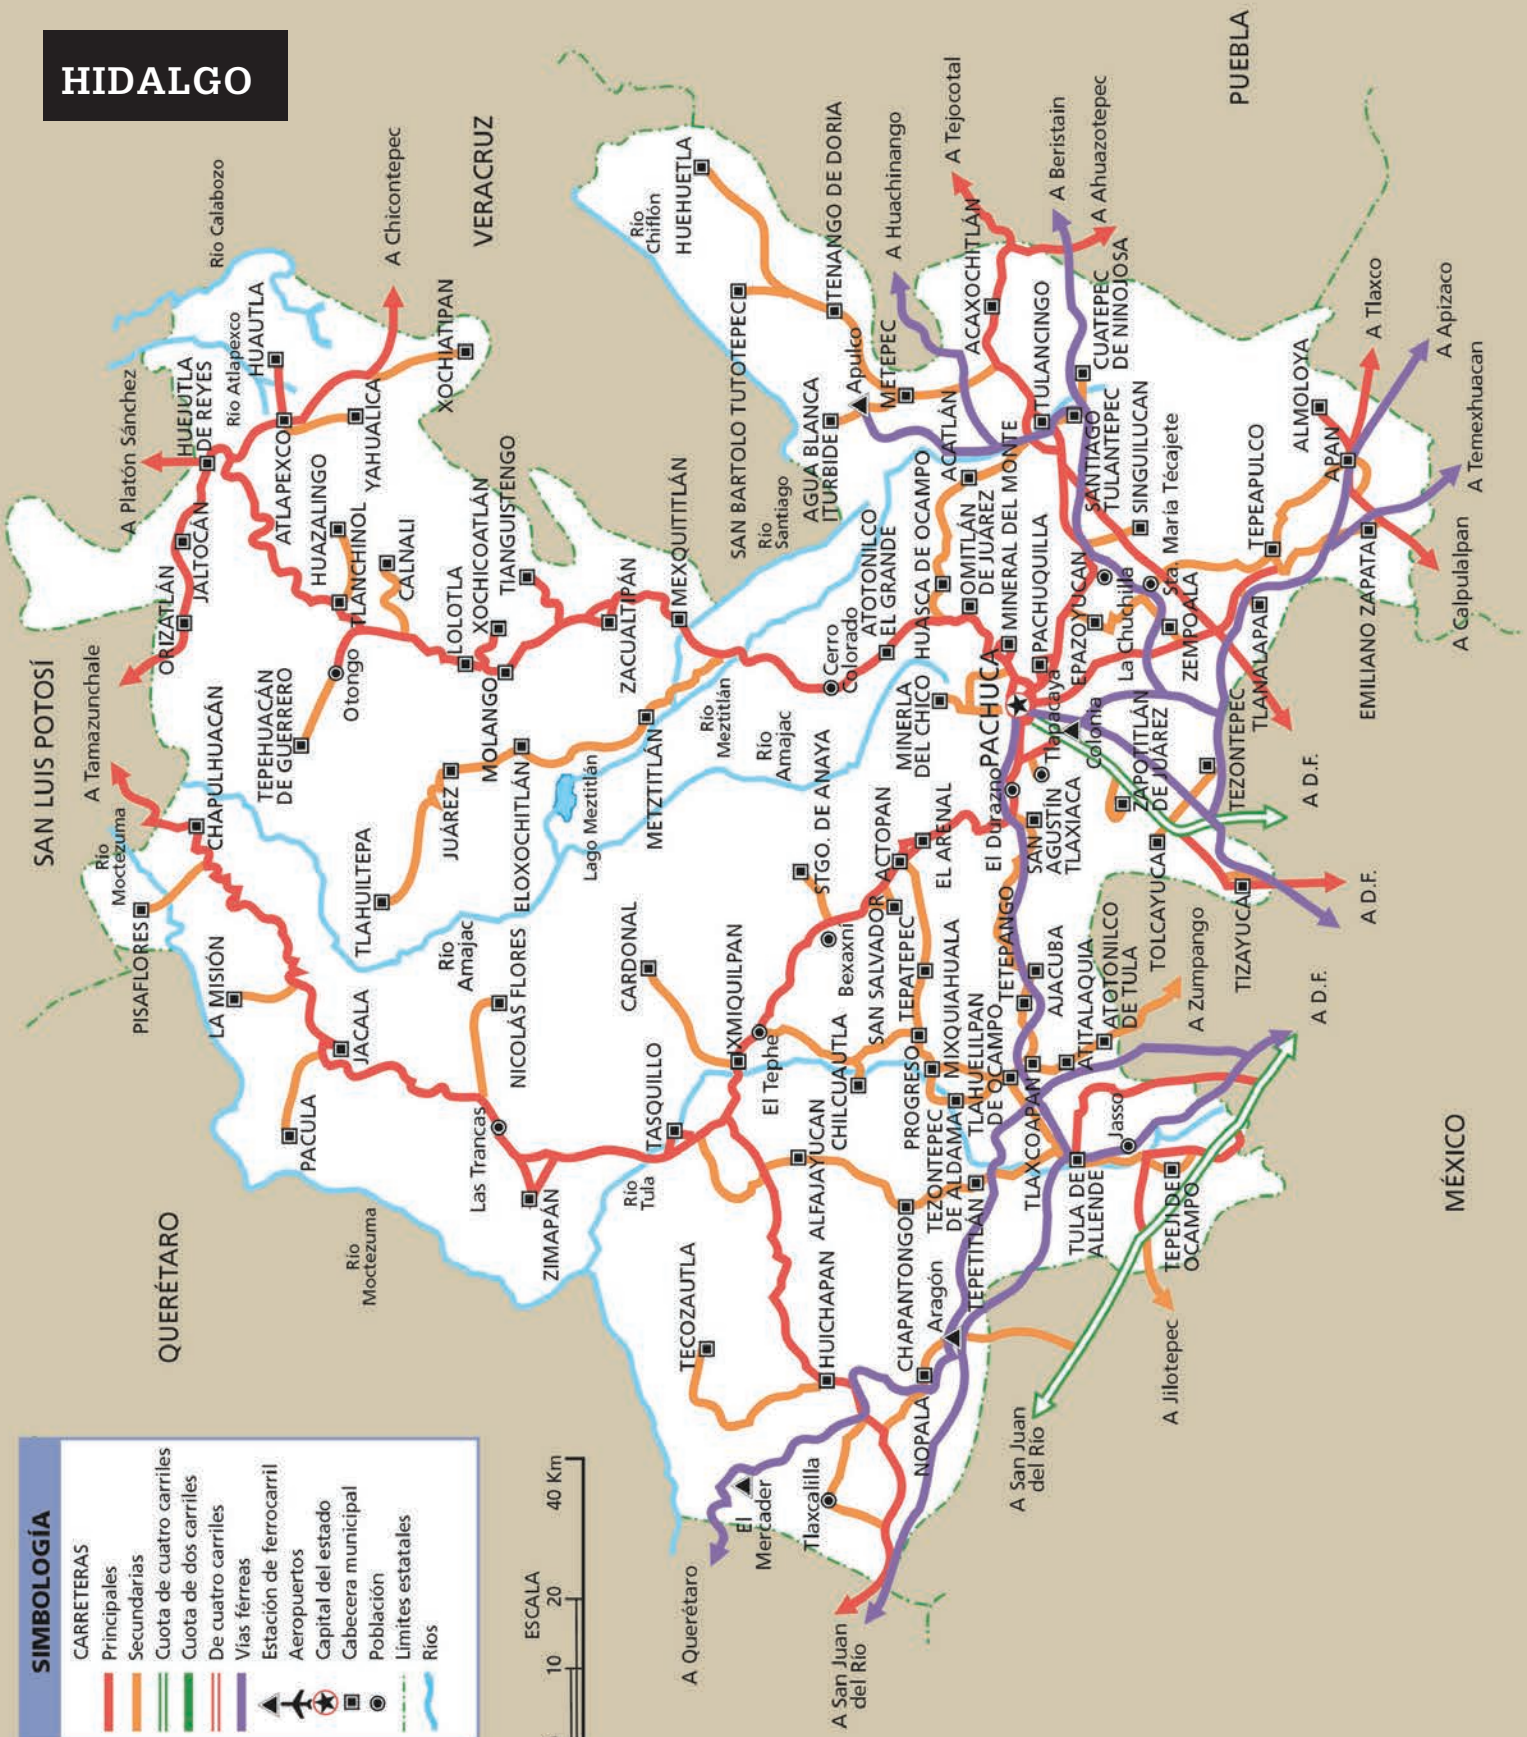 HIDALGO
SIMBOLOGÍA
CARRETERAS
Principales
Secundarias
Cuota de cuatro carriles
Cuota de dos carriles
De cuatro carriles
Vías férreas
Estación de ferrocarril
Aeropuertos
Capital del estado
Cabecera municipal
Población
Límites estatales
Ríos
ESCALA
10
20
40 Km
SAN LUIS POTOSÍ
QUERÉTARO
VERACRUZ
PUEBLA
MÉXICO
A Tamazunchale
A Platón Sánchez
Río Calabozo
A Chicontepec
Río
Moctezuma
PISAFLORES
CHAPULHUACÁN
LA MISIÓN
JACALA
PACULA
Río
Moctezuma
ORIZATLÁN
JALTOCÁN
HUEJUTLA
DE REYES
Río Atlapexco
HUAUTLA
ATLAPEXCO
YAHUALICA
XOCHIATIPAN
HUAZALINGO
TLANCHINOL
CALNALI
Otongo
TEPEHUACÁN
DE GUERRERO
LOLOTLA
XOCHICOATLÁN
TIANGUISTENGO
MOLANGO
ZACUALTIPÁN
MEXQUITITLÁN
TLAHUILTEPA
JUÁREZ
ELOXOCHITLÁN
Lago Meztitlán
METZTITLÁN
Río
Meztitlán
Río
Amajac
Río
Amajac
NICOLÁS FLORES
Las Trancas
ZIMAPÁN
Río
Tula
TASQUILLO
CARDONAL
IXMIQUILPAN
El Tephe
TECOZAUTLA
HUICHAPAN
ALFAJAYUCAN
CHILCUAUTLA
CHAPANTONGO
Aragón
NOPALA
Tlaxcalilla
El
Mercader
A Querétaro
A San Juan
del Río
A San Juan
del Río
A Jilotepec
Río
Chiflón
HUEHUETLA
SAN BARTOLO TUTOTEPEC
TENANGO DE DORIA
Río
Santiago
AGUA BLANCA
ITURBIDE
Apulco
METEPEC
A Huachinango
A Tejocotal
A Beristain
A Ahuazotepec
ACAXOCHITLÁN
TULANCINGO
CUATEPEC
DE NINOJOSA
ACATLÁN
SANTIAGO
TULANTEPEC
SINGUILUCAN
Cerro
Colorado
ATOTONILCO
EL GRANDE
HUASCA DE OCAMPO
OMITLÁN
DE JUÁREZ
MINERAL DEL MONTE
PACHUQUILLA
MINERLA
DEL CHICO
PACHUCA
EPAZOYUCAN
La Chuchilla
Sta. María Técajete
ZEMPOALA
TEPEAPULCO
ALMOLOYA
APAN
A Tlaxco
A Apizaco
A Temexhuacan
A Calpulalpan
EMILIANO ZAPATA
TLANALAPAN
TEZONTEPEC
Tlapacaya
Colonia
ZAPOTITLÁN
DE JUÁREZ
TOLCAYUCA
TIZAYUCA
A D.F.
A D.F.
A D.F.
STGO. DE ANAYA
ACTOPAN
EL ARENAL
El Durazno
SAN
AGUSTÍN
TLAXIACA
Bexaxní
SAN SALVADOR
TEPATEPEC
PROGRESO
MIXQUIAHUALA
TETEPANGO
AJACUBA
TLAHUELILPAN
DE OCAMPO
TEZONTEPEC
DE ALDAMA
TEPETITLÁN
TLAXCOAPAN
ATITALAQUIA
ATOTONILCO
DE TULA
A Zumpango
Jasso
TULA DE
ALLENDE
TEPEJI DE
OCAMPO